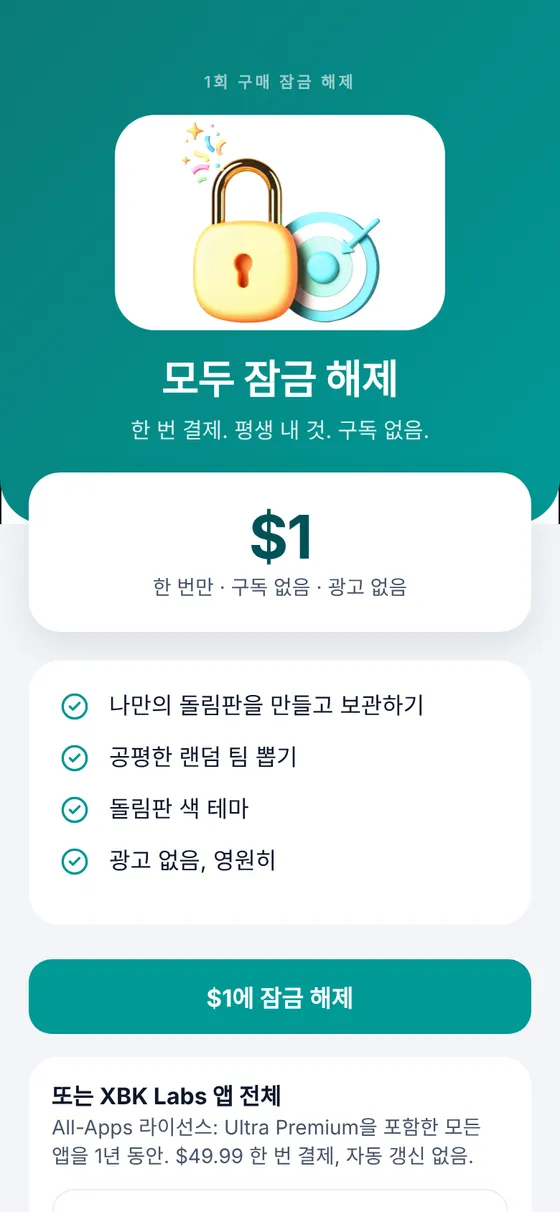 1회 구매 잠금 해제
모두 잠금 해제
한 번 결제. 평생 내 것. 구독 없음.
$1
한 번만 · 구독 없음 · 광고 없음
나만의 돌림판을 만들고 보관하기
공평한 랜덤 팀 뽑기
돌림판 색 테마
광고 없음, 영원히
$1에 잠금 해제
또는 XBK Labs 앱 전체
All-Apps 라이선스: Ultra Premium을 포함한 모든
앱을 1년 동안. $49.99 한 번 결제, 자동 갱신 없음.